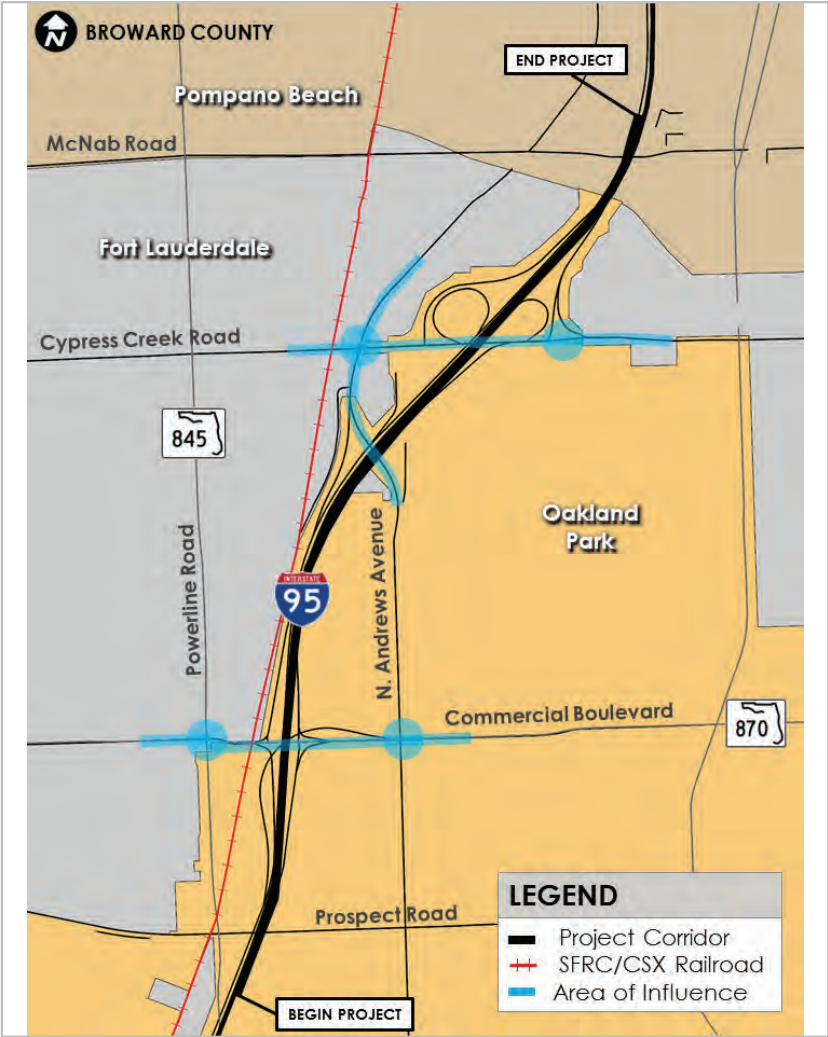 N
BROWARD COUNTY
END PROJECT
Pompano Beach
McNab Road
Fort Lauderdale
Cypress Creek Road
845
Oakland
Park
Powerline Road
N. Andrews Avenue
INTERSTATE
95
Commercial Boulevard
870
Prospect Road
LEGEND
Project Corridor
SFRC/CSX Railroad
Area of Influence
BEGIN PROJECT